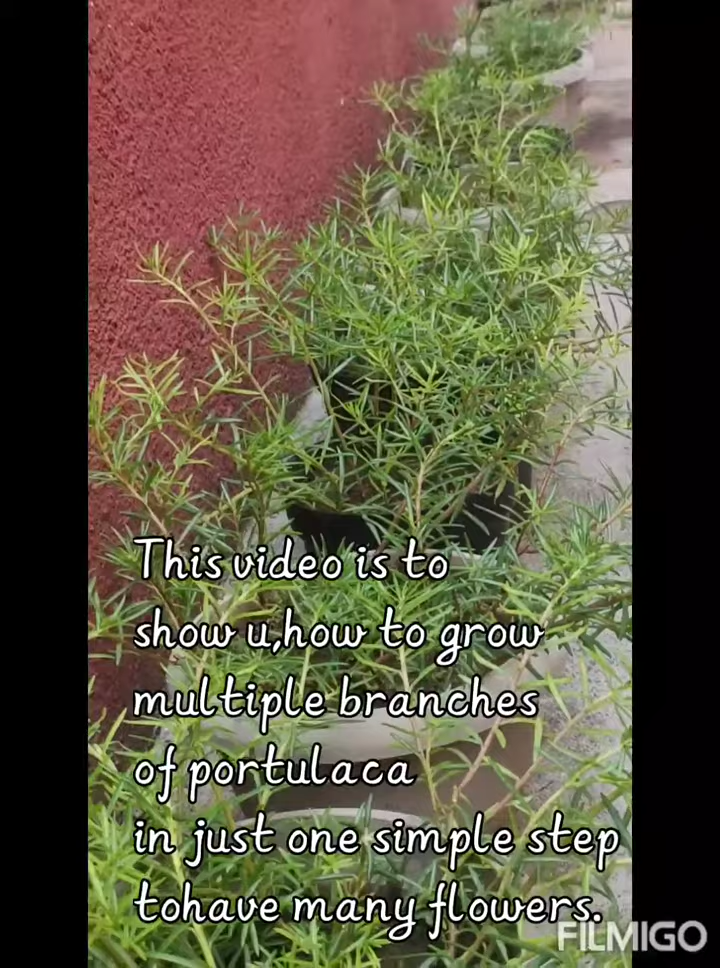 This video is to
show u,how to grow
multiple branches
of portulaca
in just one simple step
tohave many flowers.
FILMIGO